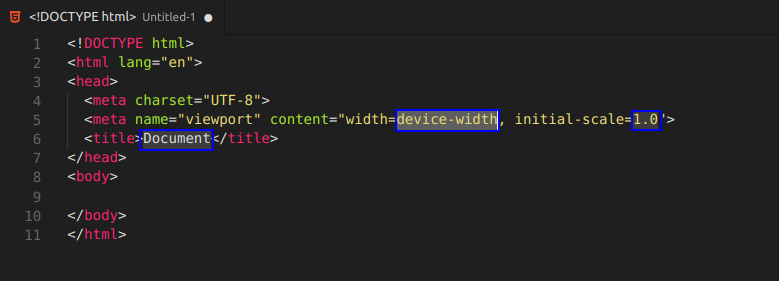 <!DOCTYPE html> Untitled-1
1 <!DOCTYPE html>
2 <html lang="en">
3 <head>
4 <meta charset="UTF-8">
5 <meta name="viewport" content="width=device-width, initial-scale=1.0">
6 <title>Document</title>
7 </head>
8 <body>
9
10 </body>
11 </html>